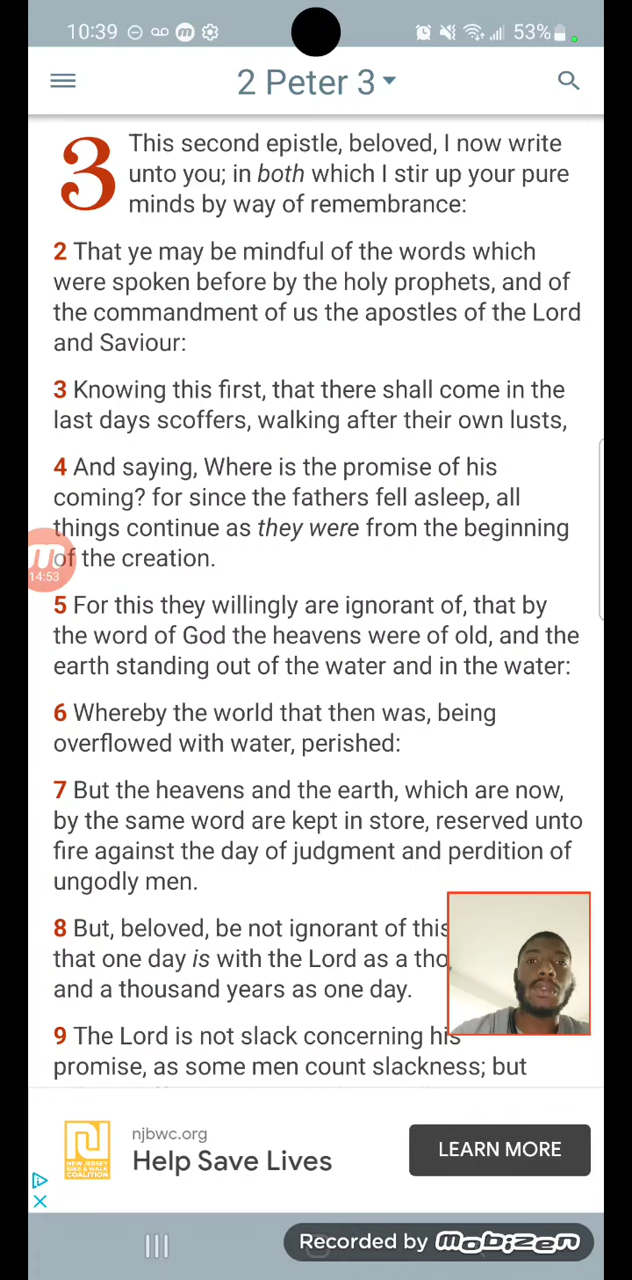 10:39 53%
2 Peter 3
3 This second epistle, beloved, I now write
unto you; in both which I stir up your pure
minds by way of remembrance:
2 That ye may be mindful of the words which
were spoken before by the holy prophets, and of
the commandment of us the apostles of the Lord
and Saviour:
3 Knowing this first, that there shall come in the
last days scoffers, walking after their own lusts,
4 And saying, Where is the promise of his
coming? for since the fathers fell asleep, all
things continue as they were from the beginning
of the creation.
14:53
5 For this they willingly are ignorant of, that by
the word of God the heavens were of old, and the
earth standing out of the water and in the water:
6 Whereby the world that then was, being
overflowed with water, perished:
7 But the heavens and the earth, which are now,
by the same word are kept in store, reserved unto
fire against the day of judgment and perdition of
ungodly men.
8 But, beloved, be not ignorant of this
that one day is with the Lord as a tho
and a thousand years as one day.
9 The Lord is not slack concerning his
promise, as some men count slackness; but
njbwc.org
Help Save Lives
LEARN MORE
NEW JERSEY
BIKE & WALK
COALITION
Recorded by mobizen